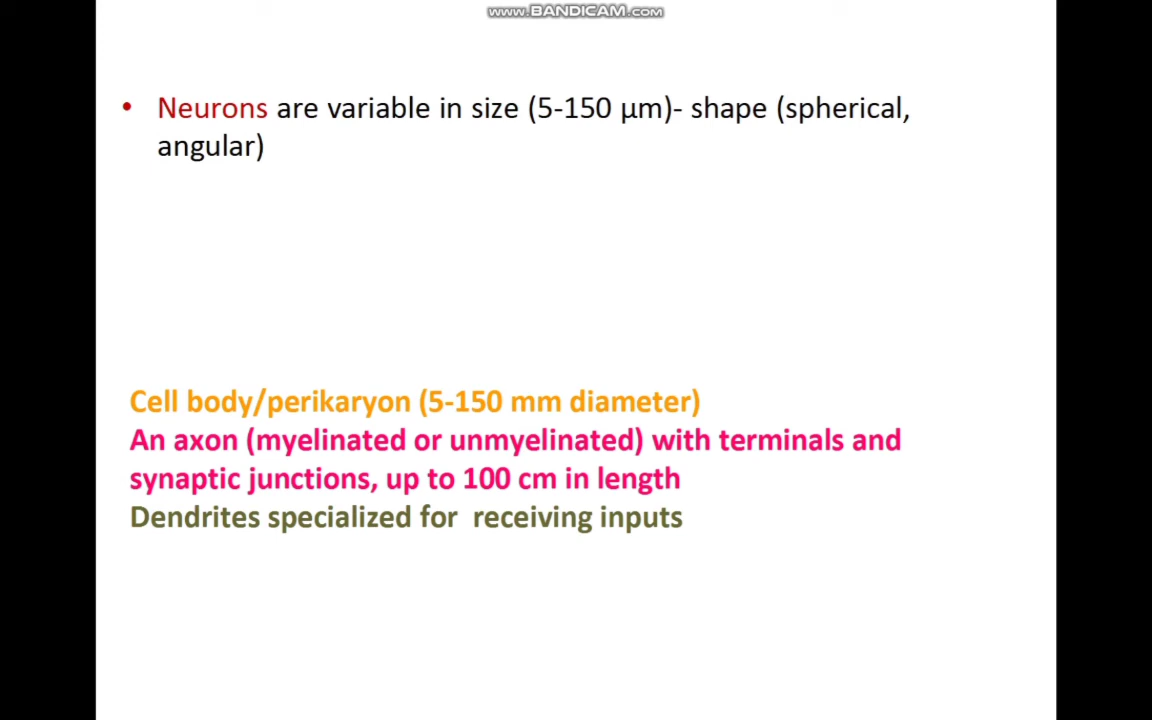 www.BANDICAM.com
• Neurons are variable in size (5-150 µm)- shape (spherical,
angular)
Cell body/perikaryon (5-150 mm diameter)
An axon (myelinated or unmyelinated) with terminals and
synaptic junctions, up to 100 cm in length
Dendrites specialized for  receiving inputs